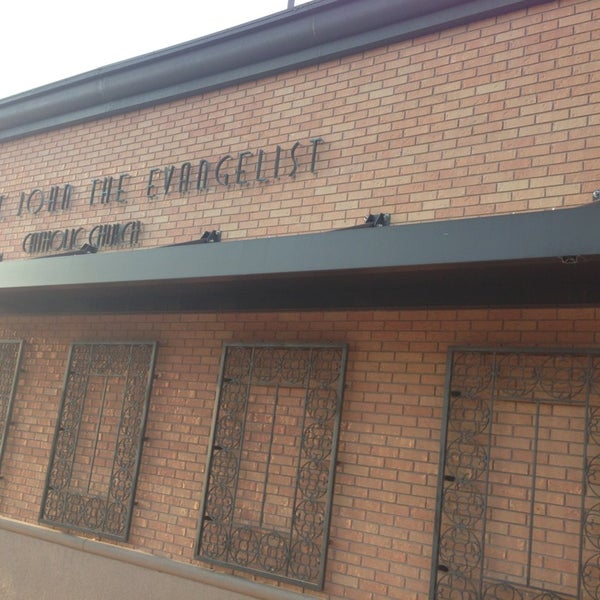 JOHN THE EVANGELIST
CATHOLIC CHURCH